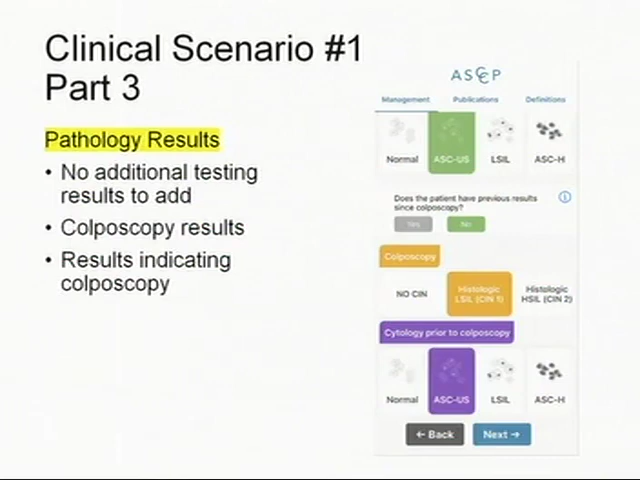 Clinical Scenario #1
Part 3
Pathology Results
• No additional testing
results to add
• Colposcopy results
• Results indicating
colposcopy
ASCCP
Management Publications Definitions
Normal ASC-US LSIL ASC-H
Does the patient have previous results
since colposcopy?
Yes No
Colposcopy
NO CIN Histologic LSIL (CIN 1) Histologic HSIL (CIN 2)
Cytology prior to colposcopy
Normal ASC-US LSIL ASC-H
← Back Next →